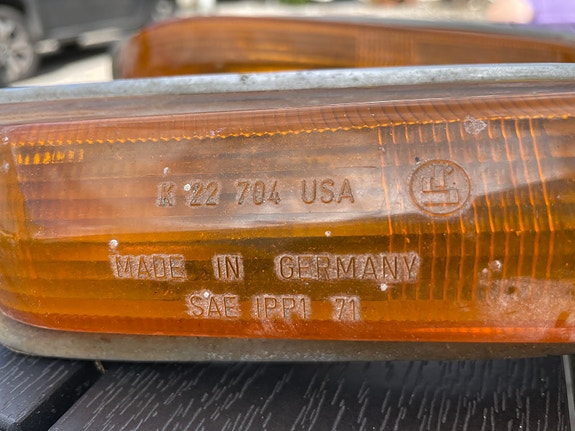 K 22 704 USA
MADE IN GERMANY
SAE IPP1 71